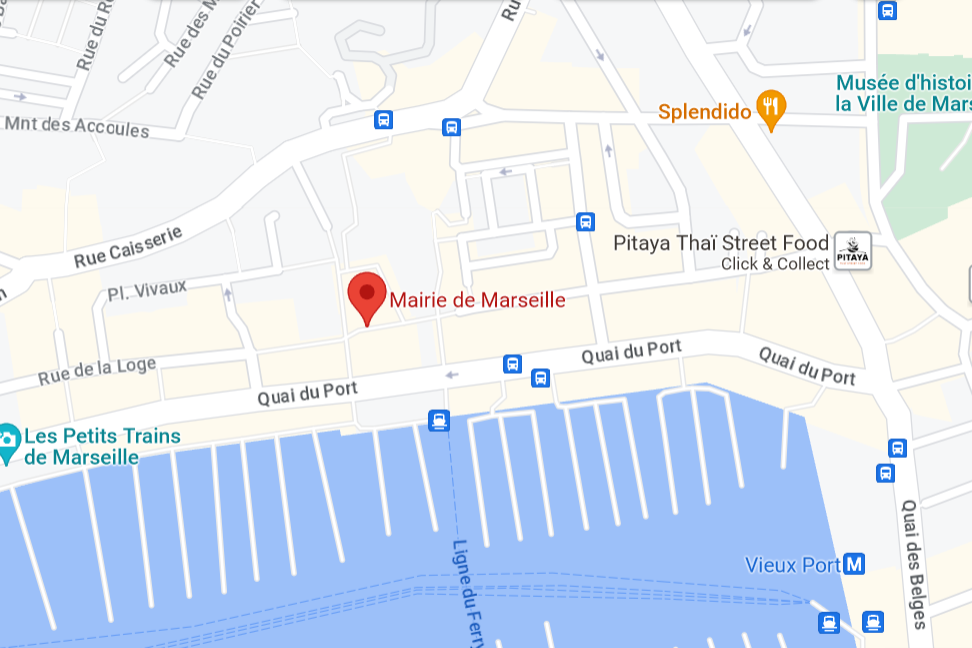 Rue du R
Rue des M
Rue du Poirier
Ru
Mnt des Accoules
Splendido
Musée d'histoi
la Ville de Mars
Rue Caisserie
Pitaya Thaï Street Food
Click & Collect
PITAYA
Pl. Vivaux
Mairie de Marseille
Rue de la Loge
Quai du Port
Quai du Port
Quai du Port
Les Petits Trains
de Marseille
Quai des Belges
Ligne du Ferry
Vieux Port M